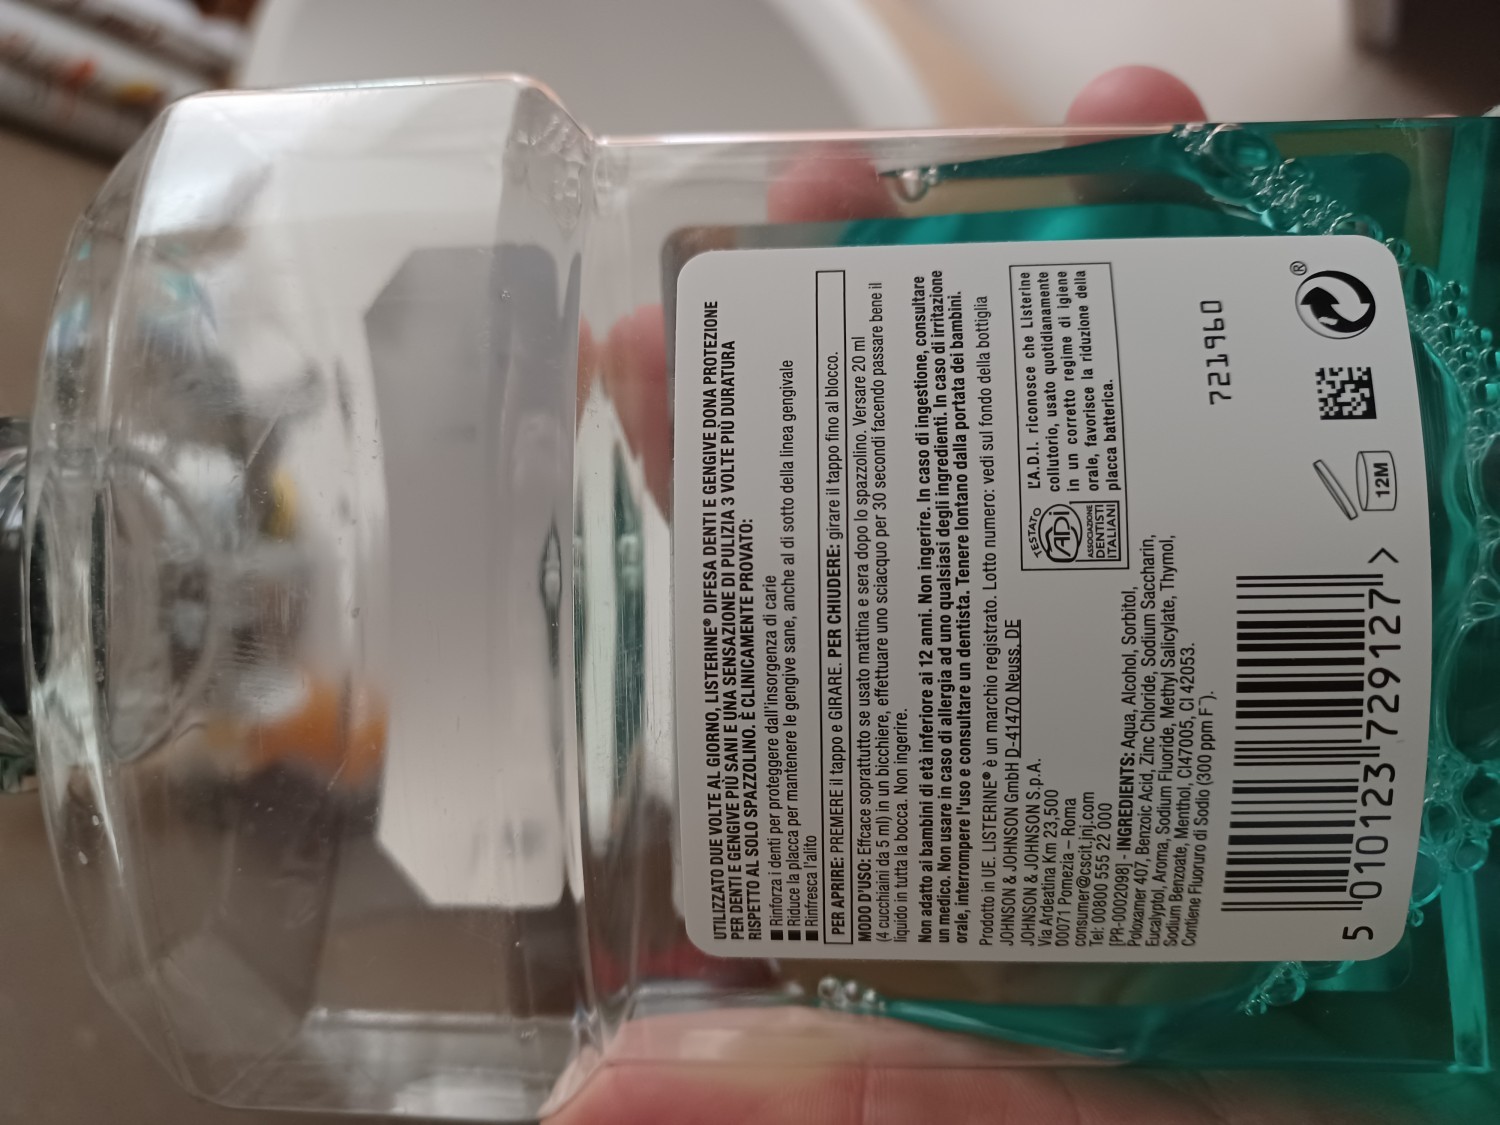 UTILIZZATO DUE VOLTE AL GIORNO, LISTERINE® DIFESA DENTI E GENGIVE DONA PROTEZIONE
PER DENTI E GENGIVE PIÙ SANI E UNA SENSAZIONE DI PULIZIA 3 VOLTE PIÙ DURATURA
RISPETTO AL SOLO SPAZZOLINO. È CLINICAMENTE PROVATO:
■ Rinforza i denti per proteggere dall'insorgenza di carie
■ Riduce la placca per mantenere le gengive sane, anche al di sotto della linea gengivale
■ Rinfresca l'alito
PER APRIRE: PREMERE il tappo e GIRARE. PER CHIUDERE: girare il tappo fino al blocco.
MODO D'USO: Effcace soprattutto se usato mattina e sera dopo lo spazzolino. Versare 20 ml
(4 cucchiaini da 5 ml) in un bicchiere, effettuare uno sciacquo per 30 secondi facendo passare bene il
liquido in tutta la bocca. Non ingerire.
Non adatto ai bambini di età inferiore ai 12 anni. Non ingerire. In caso di ingestione, consultare
un medico. Non usare in caso di allergia ad uno qualsiasi degli ingredienti. In caso di irritazione
orale, interrompere l'uso e consultare un dentista. Tenere lontano dalla portata dei bambini.
Prodotto in UE. LISTERINE® è un marchio registrato. Lotto numero: vedi sul fondo della bottiglia
JOHNSON & JOHNSON GmbH D-41470 Neuss, DE
JOHNSON & JOHNSON S.p.A.
Via Ardeatina Km 23,500
00071 Pomezia – Roma
consumer@cscit.jnj.com
Tel: 00800 555 22 000
[PR-0002098] - INGREDIENTS: Aqua, Alcohol, Sorbitol,
Poloxamer 407, Benzoic Acid, Zinc Chloride, Sodium Saccharin,
Eucalyptol, Aroma, Sodium Fluoride, Methyl Salicylate, Thymol,
Sodium Benzoate, Menthol, CI47005, CI 42053.
Contiene Fluoruro di Sodio (300 ppm F⁻).
TESTATO
ADI
ASSOCIAZIONE
DENTISTI
ITALIANI
L'A.D.I. riconosce che Listerine
collutorio, usato quotidianamente
in un corretto regime di igiene
orale, favorisce la riduzione della
placca batterica.
721960
12M
®
5 010123 729127 >